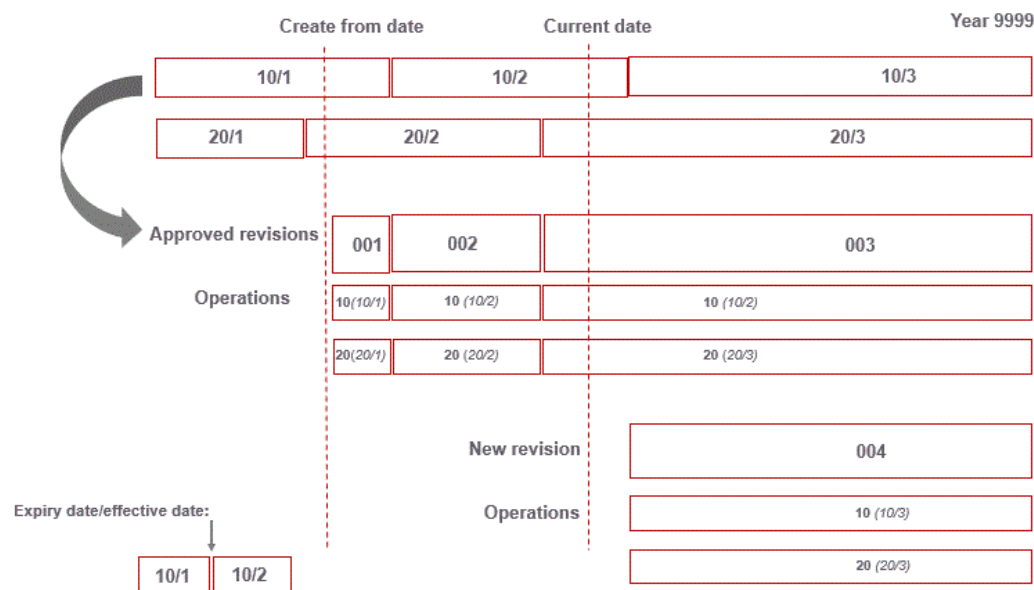 Create from date Current date Year 9999
10/1 10/2 10/3
20/1 20/2 20/3
Approved revisions 001 002 003
Operations 10(10/1) 10 (10/2) 10 (10/2)
20(20/1) 20 (20/2) 20 (20/3)
New revision 004
Operations 10 (10/3)
20 (20/3)
Expiry date/effective date:
10/1 10/2